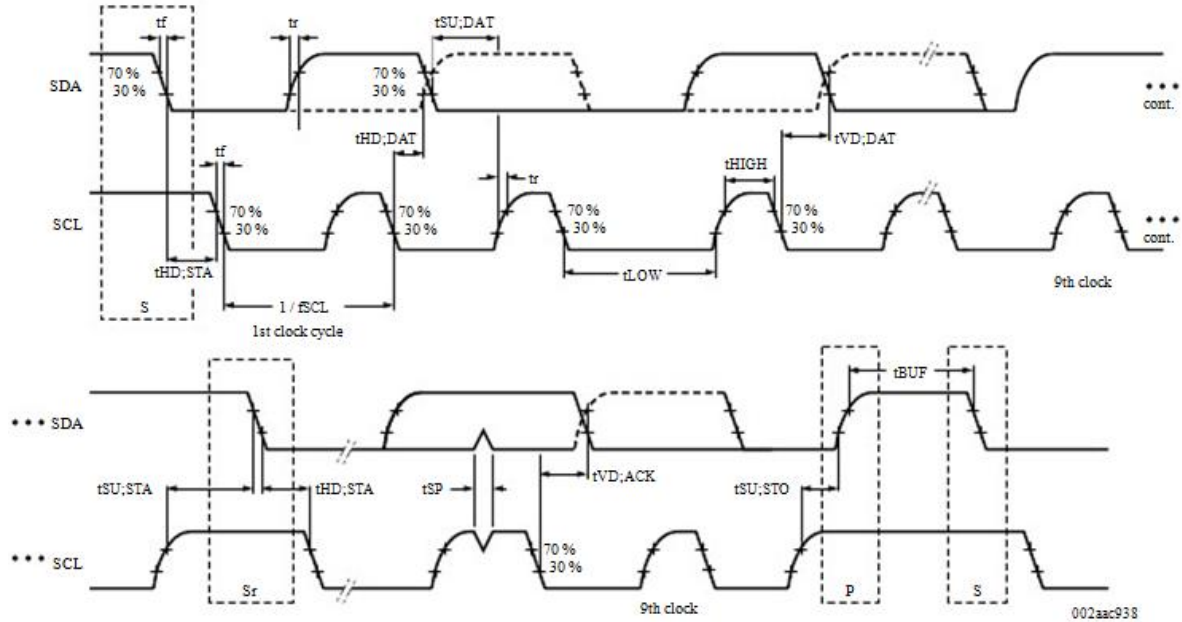 tf
tr
tSU;DAT
SDA
70 %
30 %
70 %
30 %
cont.
tHD;DAT
tVD;DAT
tf
tr
tHIGH
SCL
70 %
30 %
70 %
30 %
70 %
30 %
70 %
30 %
cont.
tHD;STA
tLOW
9th clock
S
1 / fSCL
1st clock cycle
tBUF
SDA
tSU;STA
tHD;STA
tSP
tVD;ACK
tSU;STO
SCL
70 %
30 %
Sr
9th clock
P
S
002aac938